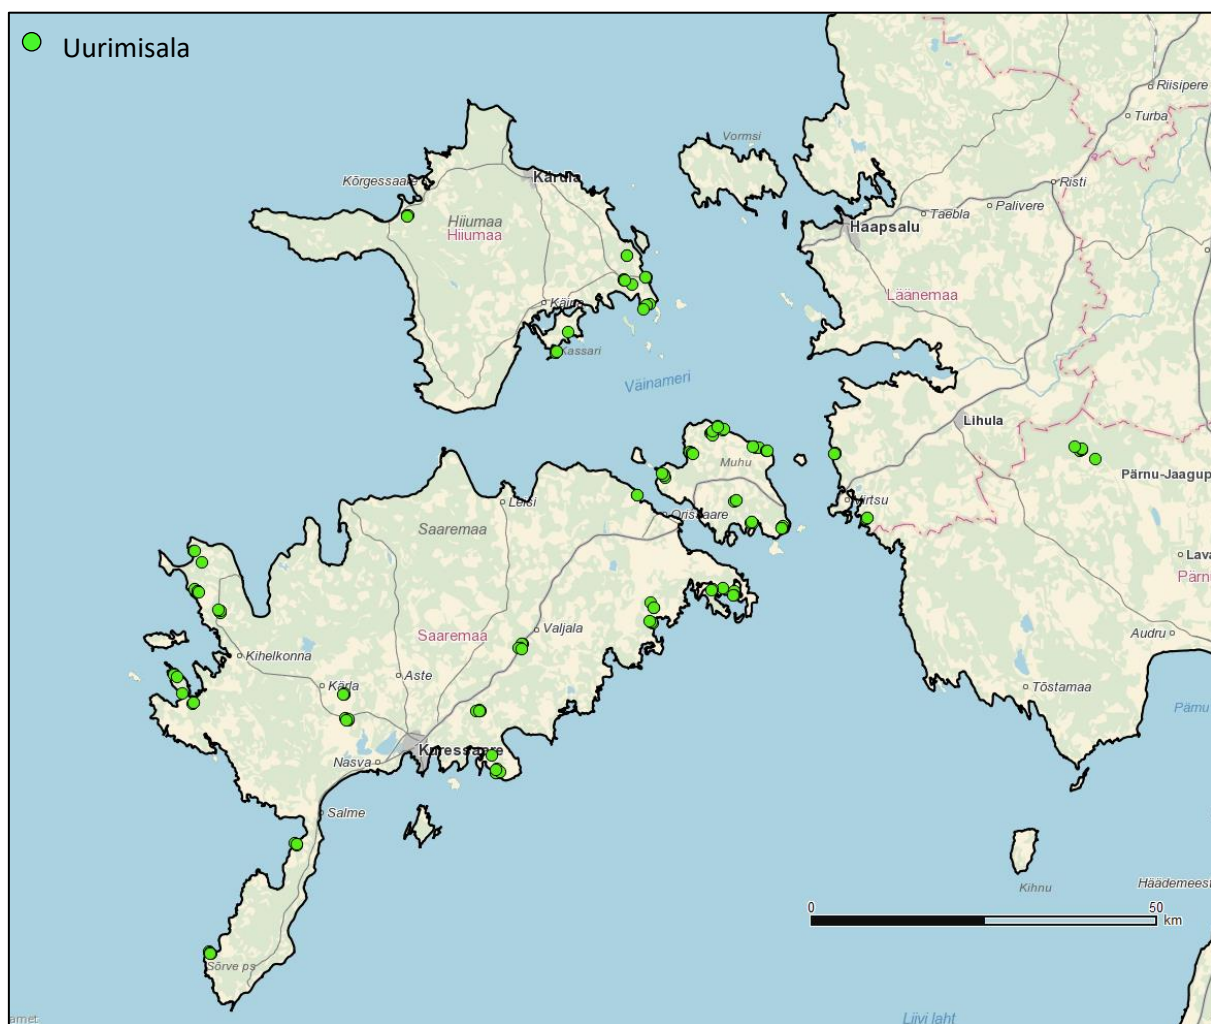 Uurimisala
Riisipere
Turba
Vormsi
Kõrgessaare
Kärdla
Risti
Palivere
Taebla
Hiiumaa
Hiiumaa
Haapsalu
Läänemaa
Käina
Kassari
Väinameri
Lihula
Muhu
Pärnu-Jaagup
Leisi
Virtsu
Orissaare
Saaremaa
Lava
Pärnu
Saaremaa
Valjala
Audru
Kihelkonna
Aste
Kärla
Tõstamaa
Pärnu
Kuressaare
Nasva
Salme
Kihnu
Häädemeest
0 50
km
Sõrve ps
Liivi laht